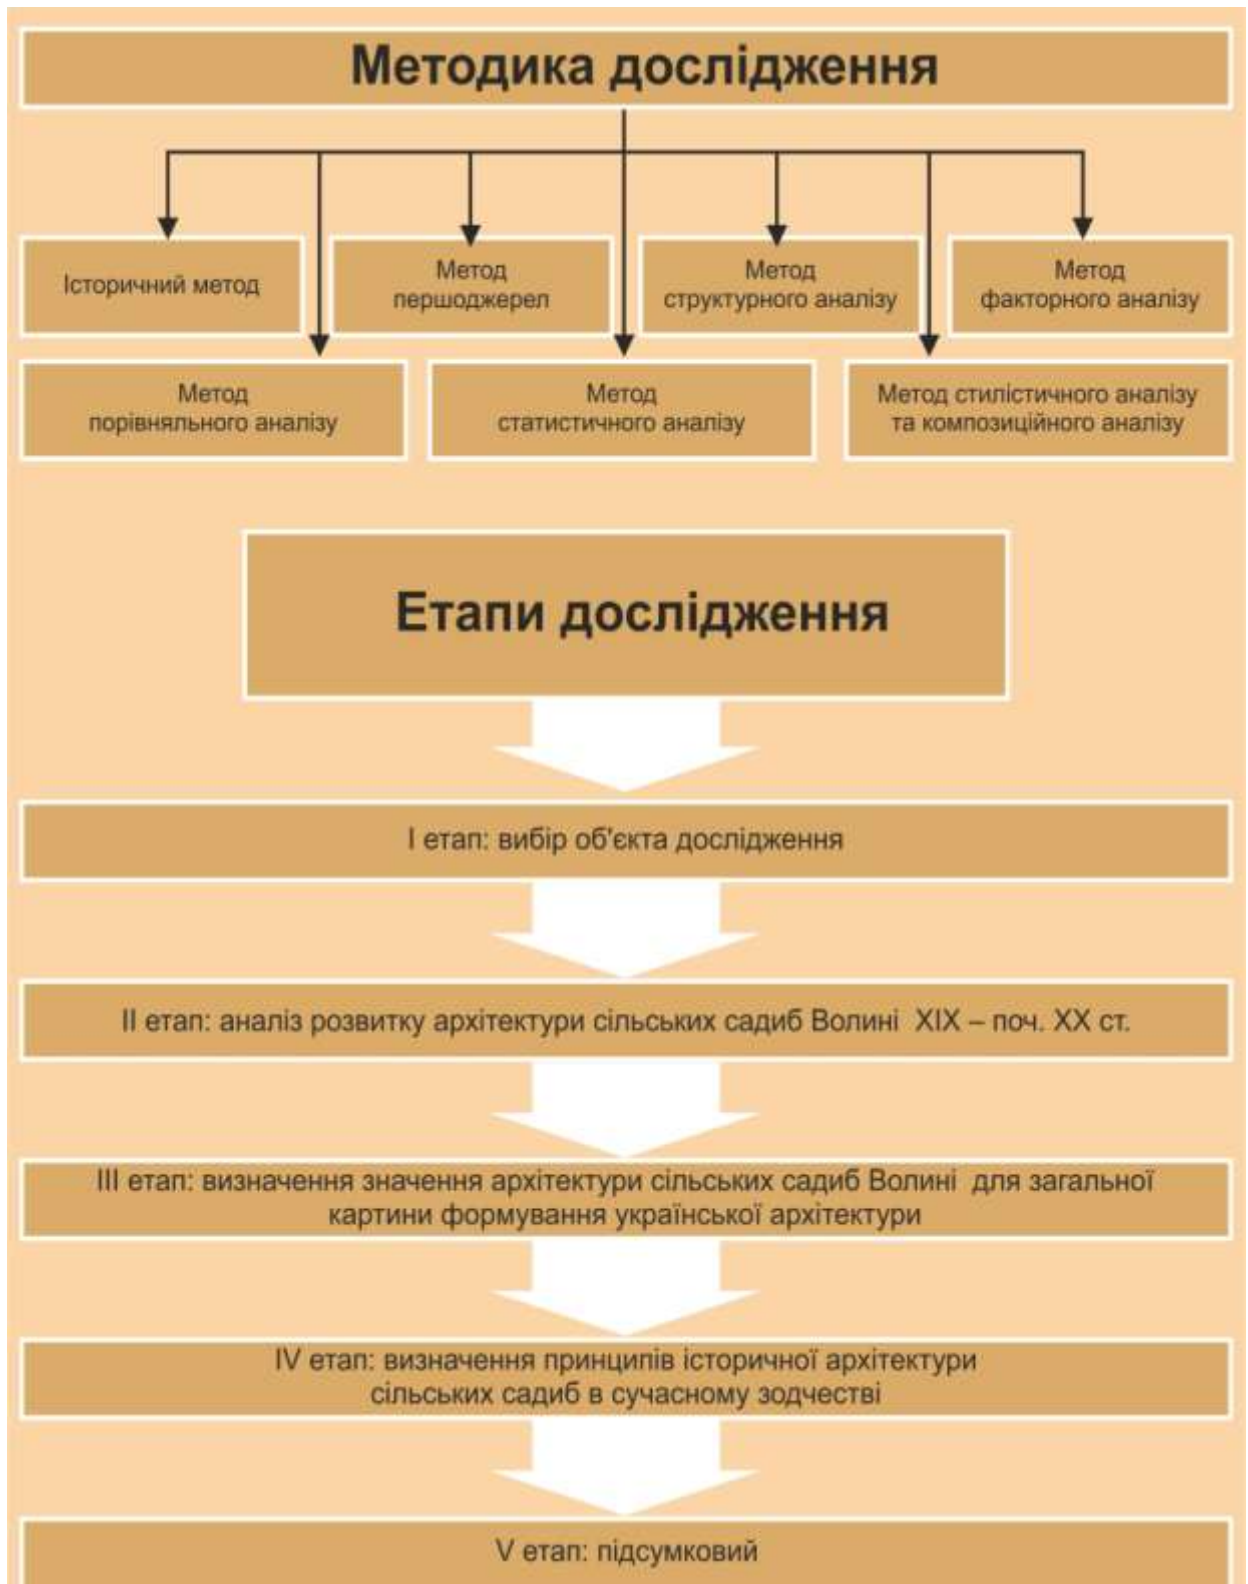 Методика дослідження
Історичний метод
Метод
першоджерел
Метод
структурного аналізу
Метод
факторного аналізу
Метод
порівняльного аналізу
Метод
статистичного аналізу
Метод стилістичного аналізу
та композиційного аналізу
Етапи дослідження
I етап: вибір об'єкта дослідження
II етап: аналіз розвитку архітектури сільських садиб Волині XIX – поч. XX ст.
III етап: визначення значення архітектури сільських садиб Волині для загальної
картини формування української архітектури
IV етап: визначення принципів історичної архітектури
сільських садиб в сучасному зодчестві
V етап: підсумковий